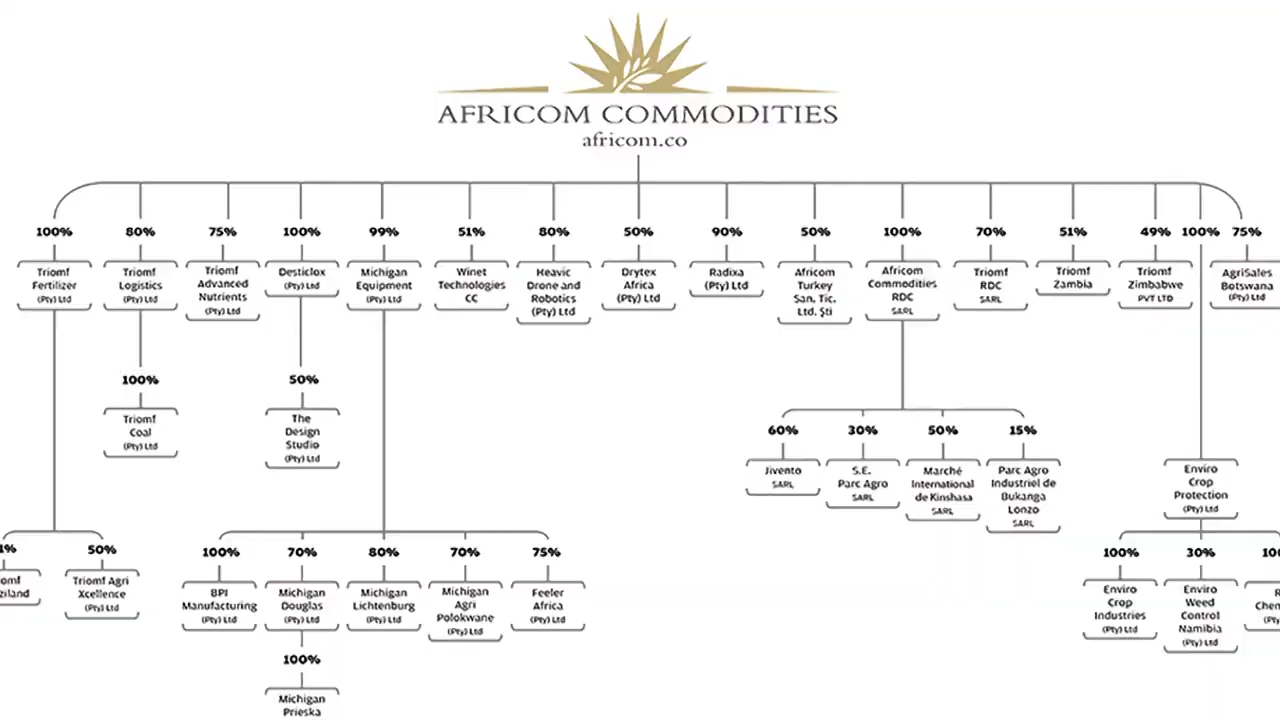 AFRICOM COMMODITIES
africom.co
100% 80% 75% 100% 99% 51% 80% 50% 90% 50% 100% 70% 51% 49% 100% 75%
Triomf
Fertilizer
(Pty) Ltd
Triomf
Logistics
(Pty) Ltd
Triomf
Advanced
Nutrients
(Pty) Ltd
Desticlox
(Pty) Ltd
Michigan
Equipment
(Pty) Ltd
Winet
Technologies
CC
Heavic
Drone and
Robotics
(Pty) Ltd
Drytex
Africa
(Pty) Ltd
Radixa
(Pty) Ltd
Africom
Turkey
San. Tic.
Ltd. Şti
Africom
Commodities
RDC
SARL
Triomf
RDC
SARL
Triomf
Zambia
Triomf
Zimbabwe
PVT LTD
AgriSales
Botswana
(Pty) Ltd
100%
Triomf
Coal
(Pty) Ltd
50%
The
Design
Studio
(Pty) Ltd
60%
Jivento
SARL
30%
S.E.
Parc Agro
SARL
50%
Marché
International
de Kinshasa
SARL
15%
Parc Agro
Industriel de
Bukanga
Lonzo
SARL
Enviro
Crop
Protection
(Pty) Ltd
1%
omf
ziland
50%
Triomf Agri
Xcellence
(Pty) Ltd
100%
BPI
Manufacturing
(Pty) Ltd
70%
Michigan
Douglas
(Pty) Ltd
80%
Michigan
Lichtenburg
(Pty) Ltd
70%
Michigan
Agri
Polokwane
(Pty) Ltd
75%
Feeler
Africa
(Pty) Ltd
100%
Enviro
Crop
Industries
(Pty) Ltd
30%
Enviro
Weed
Control
Namibia
(Pty) Ltd
10
R
Chem
(Pty
100%
Michigan
Prieska